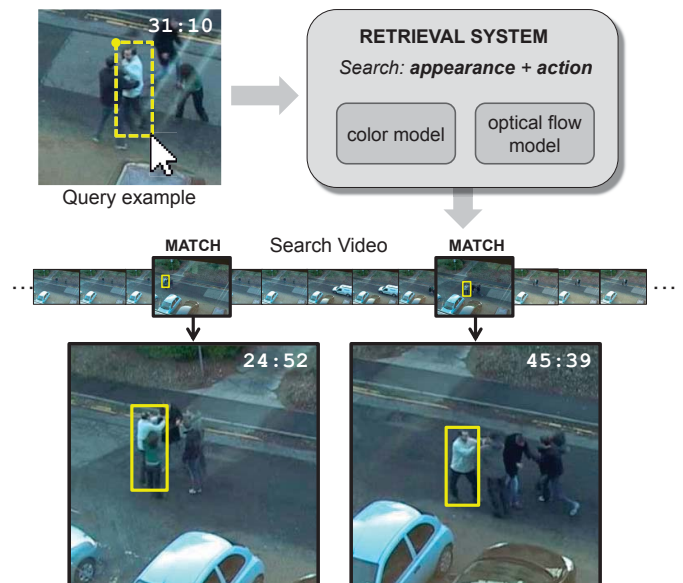 31:10
RETRIEVAL SYSTEM
Search: appearance + action
color model
optical flow
model
Query example
MATCH
Search Video
MATCH
...
...
24:52
45:39